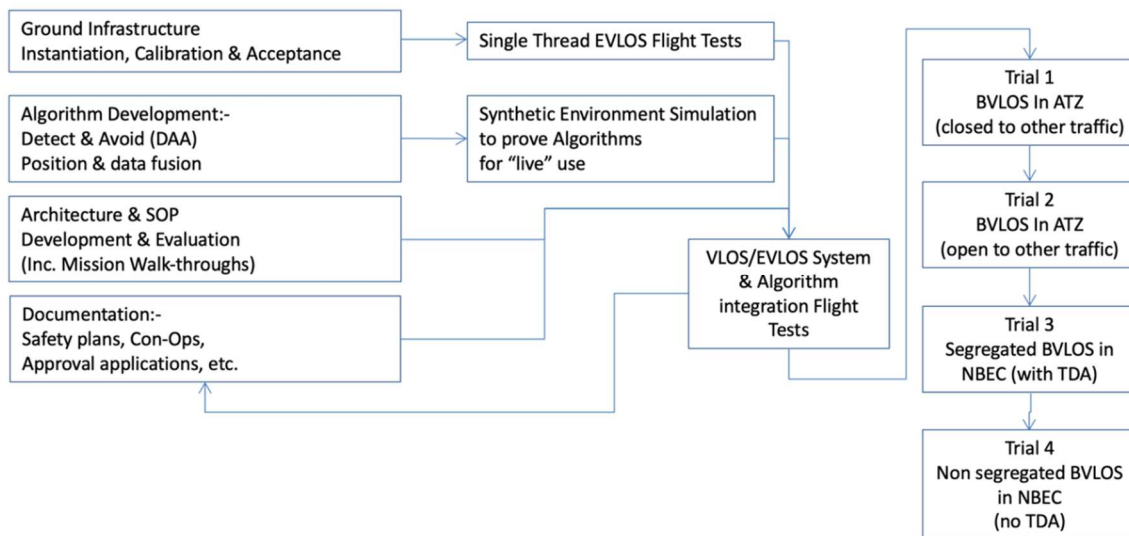 Ground Infrastructure
Instantiation, Calibration & Acceptance
Single Thread EVLOS Flight Tests
Algorithm Development:-
Detect & Avoid (DAA)
Position & data fusion
Synthetic Environment Simulation
to prove Algorithms
for “live” use
Architecture & SOP
Development & Evaluation
(Inc. Mission Walk-throughs)
Documentation:-
Safety plans, Con-Ops,
Approval applications, etc.
VLOS/EVLOS System
& Algorithm
integration Flight
Tests
Trial 1
BVLOS In ATZ
(closed to other traffic)
Trial 2
BVLOS In ATZ
(open to other traffic)
Trial 3
Segregated BVLOS in
NBEC (with TDA)
Trial 4
Non segregated BVLOS
in NBEC
(no TDA)